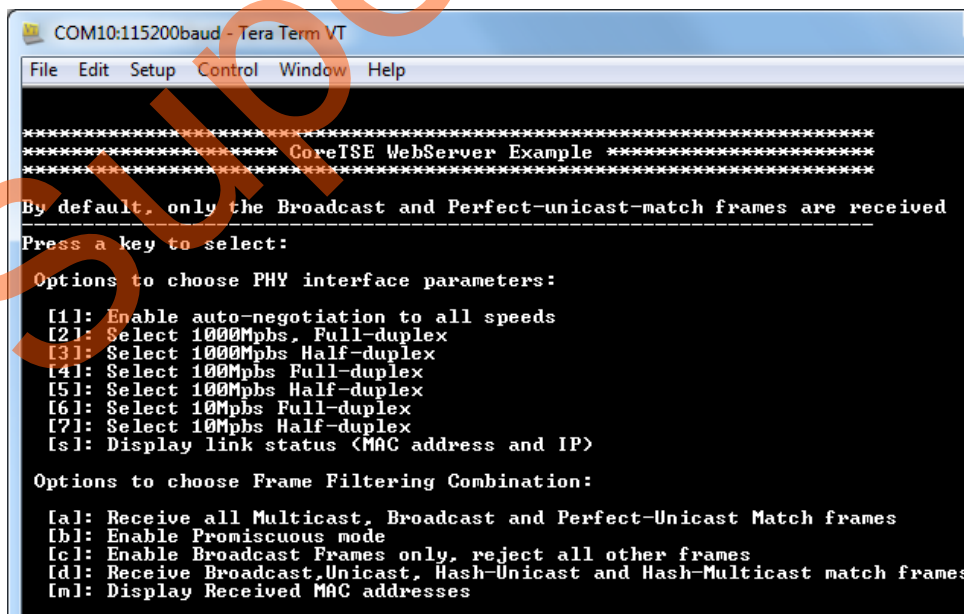 COM10:115200baud - Tera Term VT
File Edit Setup Control Window Help
**********************************************************************
********************* CoreTSE WebServer Example **********************
**********************************************************************
By default, only the Broadcast and Perfect-unicast-match frames are received
----------------------------------------------------------------------
Press a key to select:
Options to choose PHY interface parameters:
[1]: Enable auto-negotiation to all speeds
[2]: Select 1000Mpbs, Full-duplex
[3]: Select 1000Mpbs Half-duplex
[4]: Select 100Mpbs Full-duplex
[5]: Select 100Mpbs Half-duplex
[6]: Select 10Mpbs Full-duplex
[7]: Select 10Mpbs Half-duplex
[s]: Display link status (MAC address and IP)
Options to choose Frame Filtering Combination:
[a]: Receive all Multicast, Broadcast and Perfect-Unicast Match frames
[b]: Enable Promiscuous mode
[c]: Enable Broadcast Frames only, reject all other frames
[d]: Receive Broadcast,Unicast, Hash-Unicast and Hash-Multicast match frames
[m]: Display Received MAC addresses